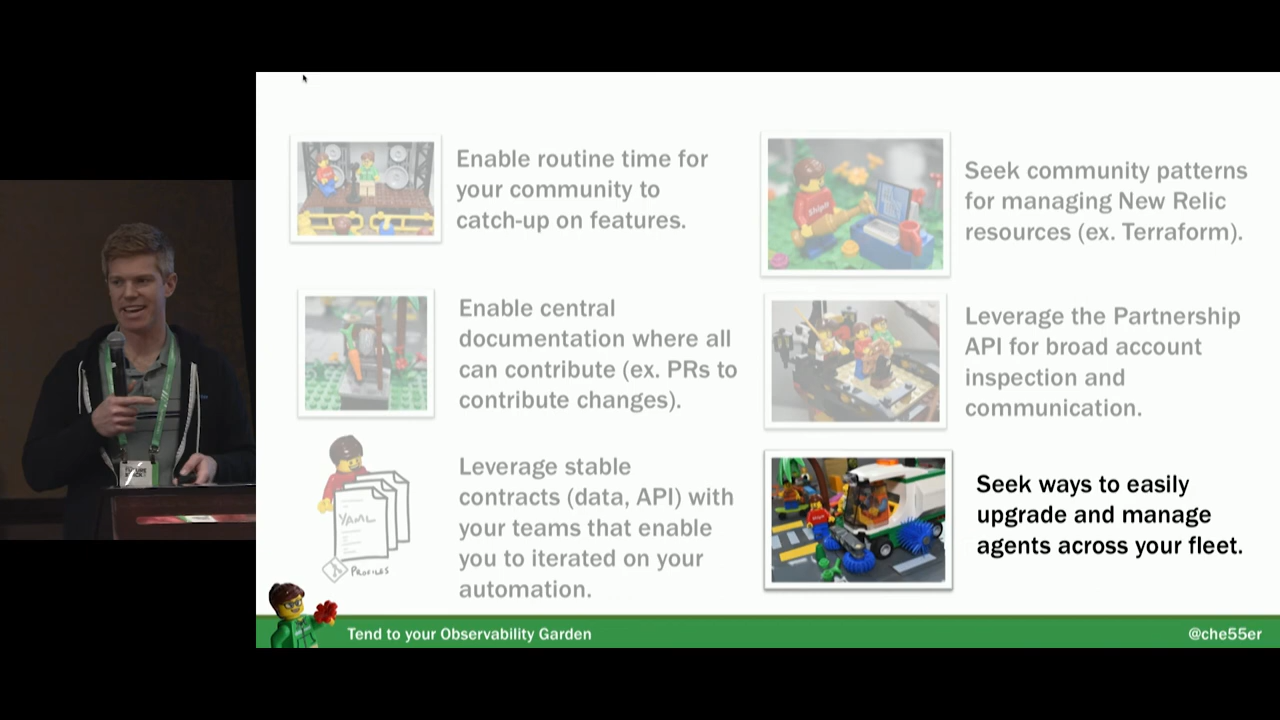 Enable routine time for
your community to
catch-up on features.
Enable central
documentation where all
can contribute (ex. PRs to
contribute changes).
YAML
PROFILES
Leverage stable
contracts (data, API) with
your teams that enable
you to iterated on your
automation.
Shipit
Seek community patterns
for managing New Relic
resources (ex. Terraform).
Leverage the Partnership
API for broad account
inspection and
communication.
Seek ways to easily
upgrade and manage
agents across your fleet.
Tend to your Observability Garden
@che55er